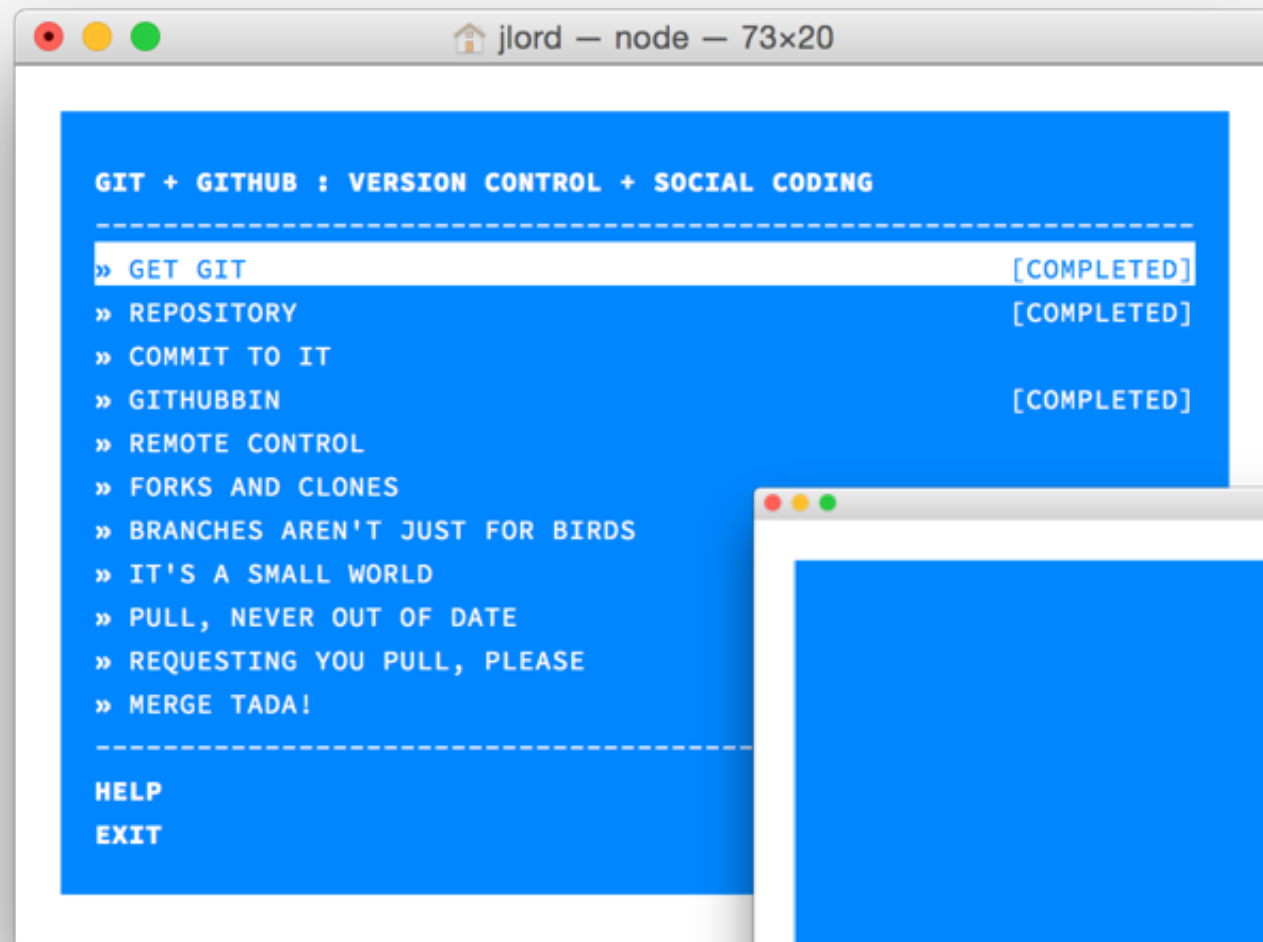 jlord — node — 73×20
GIT + GITHUB : VERSION CONTROL + SOCIAL CODING
» GET GIT [COMPLETED]
» REPOSITORY [COMPLETED]
» COMMIT TO IT
» GITHUBBIN [COMPLETED]
» REMOTE CONTROL
» FORKS AND CLONES
» BRANCHES AREN'T JUST FOR BIRDS
» IT'S A SMALL WORLD
» PULL, NEVER OUT OF DATE
» REQUESTING YOU PULL, PLEASE
» MERGE TADA!
HELP
EXIT